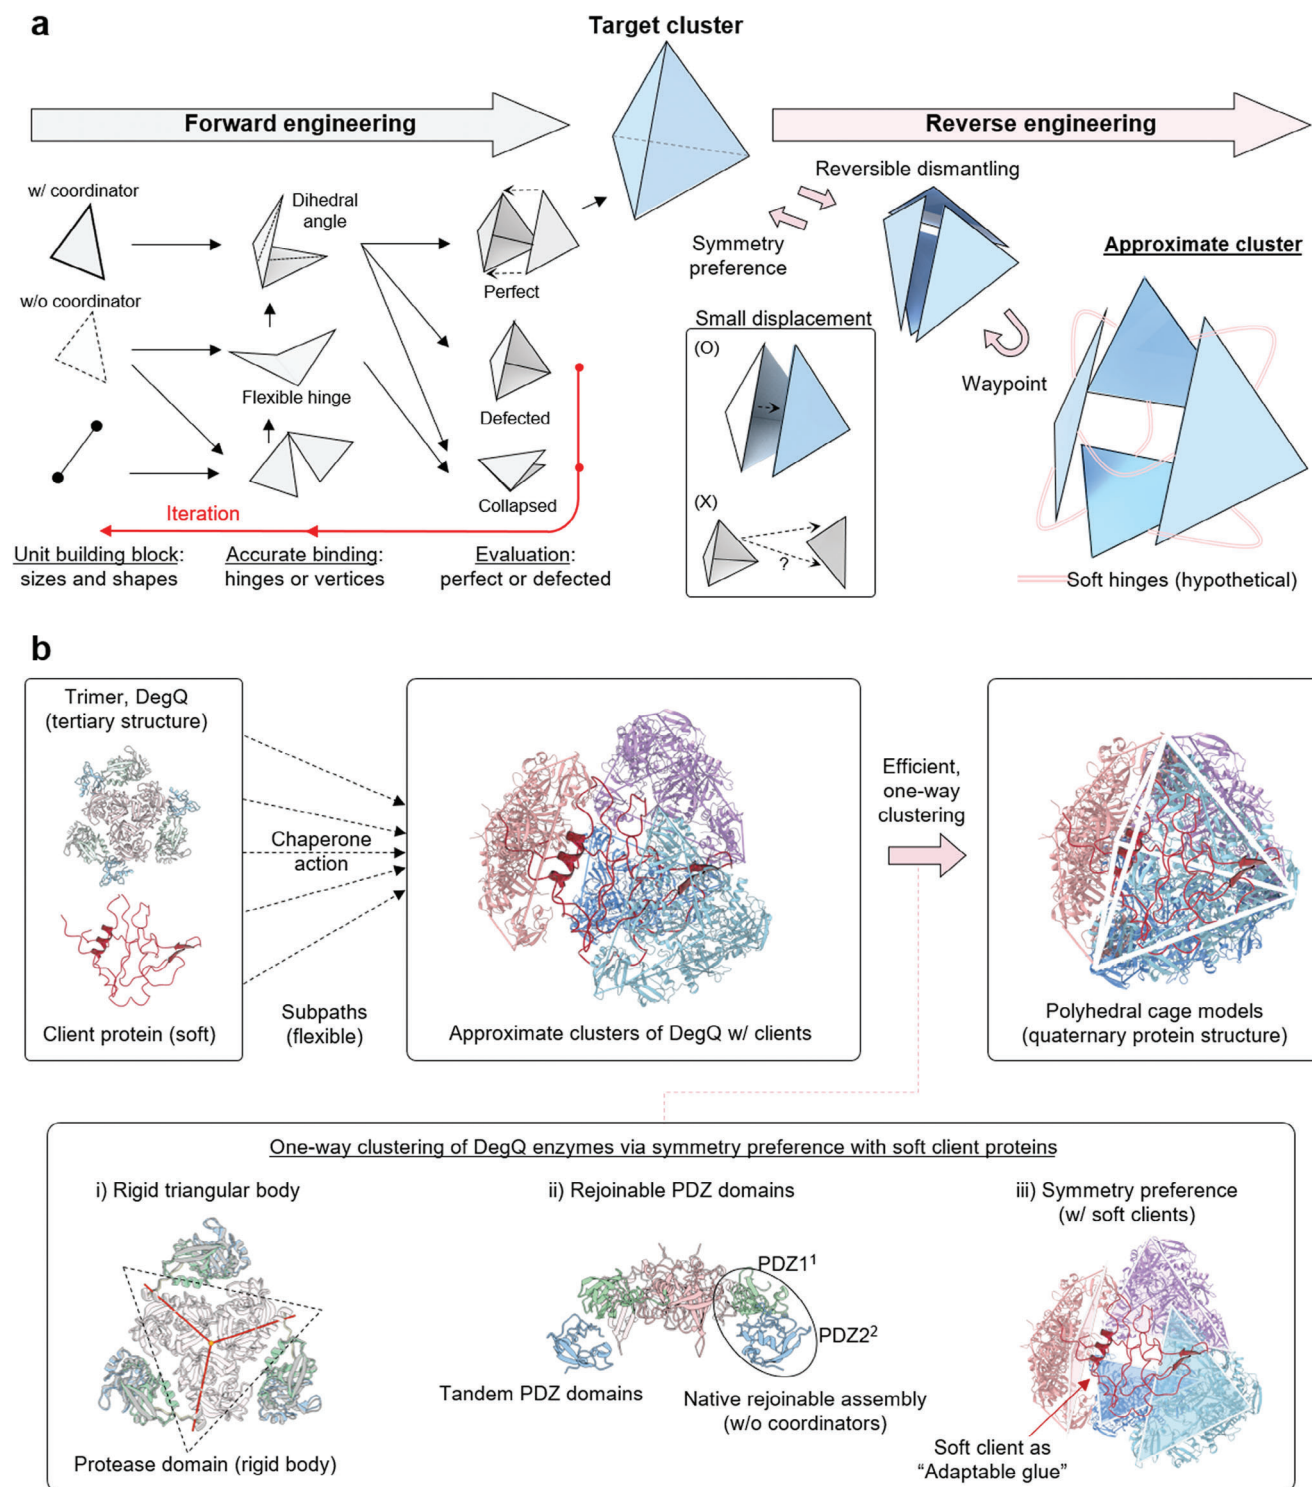 a
Target cluster
Forward engineering
Reverse engineering
w/ coordinator
Dihedral
angle
Perfect
w/o coordinator
Flexible hinge
Defected
Collapsed
Iteration
Unit building block:
sizes and shapes
Accurate binding:
hinges or vertices
Evaluation:
perfect or defected
Reversible dismantling
Symmetry
preference
Small displacement
(O)
(X)
?
Waypoint
Approximate cluster
Soft hinges (hypothetical)
b
Trimer, DegQ
(tertiary structure)
Client protein (soft)
Chaperone
action
Subpaths
(flexible)
Approximate clusters of DegQ w/ clients
Efficient,
one-way
clustering
Polyhedral cage models
(quaternary protein structure)
One-way clustering of DegQ enzymes via symmetry preference with soft client proteins
i) Rigid triangular body
Protease domain (rigid body)
ii) Rejoinable PDZ domains
PDZ1¹
PDZ2²
Tandem PDZ domains
Native rejoinable assembly
(w/o coordinators)
iii) Symmetry preference
(w/ soft clients)
Soft client as
“Adaptable glue”